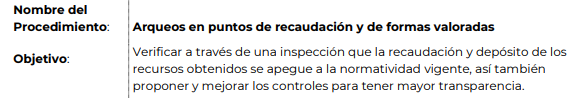 Nombre del
Procedimiento: Arqueos en puntos de recaudación y de formas valoradas
Objetivo: Verificar a través de una inspección que la recaudación y depósito de los
recursos obtenidos se apegue a la normatividad vigente, así también
proponer y mejorar los controles para tener mayor transparencia.